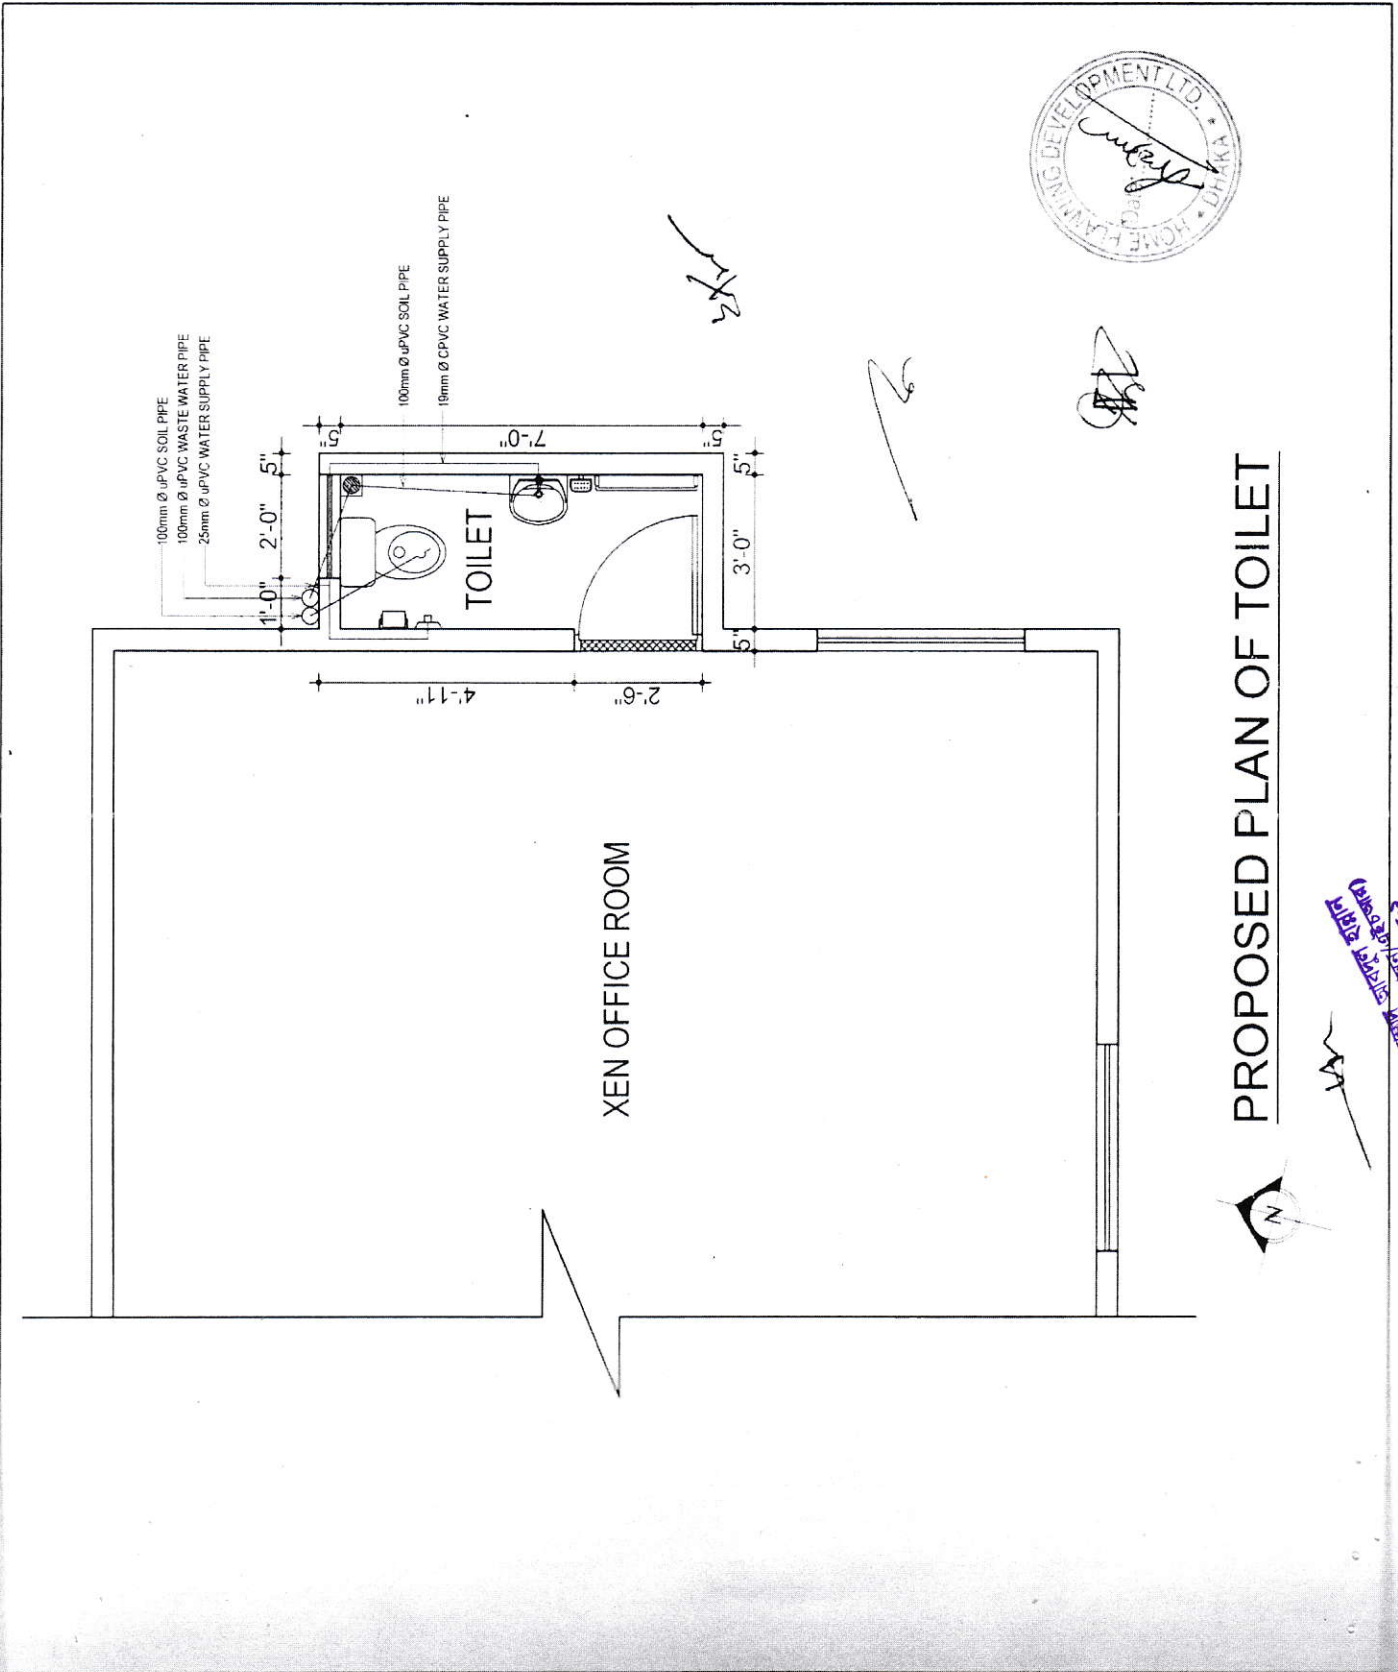 100mm Ø uPVC SOIL PIPE
100mm Ø uPVC WASTE WATER PIPE
25mm Ø uPVC WATER SUPPLY PIPE
100mm Ø uPVC SOIL PIPE
19mm Ø CPVC WATER SUPPLY PIPE
1'-0"
2'-0"
5"
5"
7'-0"
5"
TOILET
4'-11"
2'-6"
5"
3'-0"
5"
XEN OFFICE ROOM
HOME PLANNING DEVELOPMENT LTD. * DHAKA *
N
PROPOSED PLAN OF TOILET